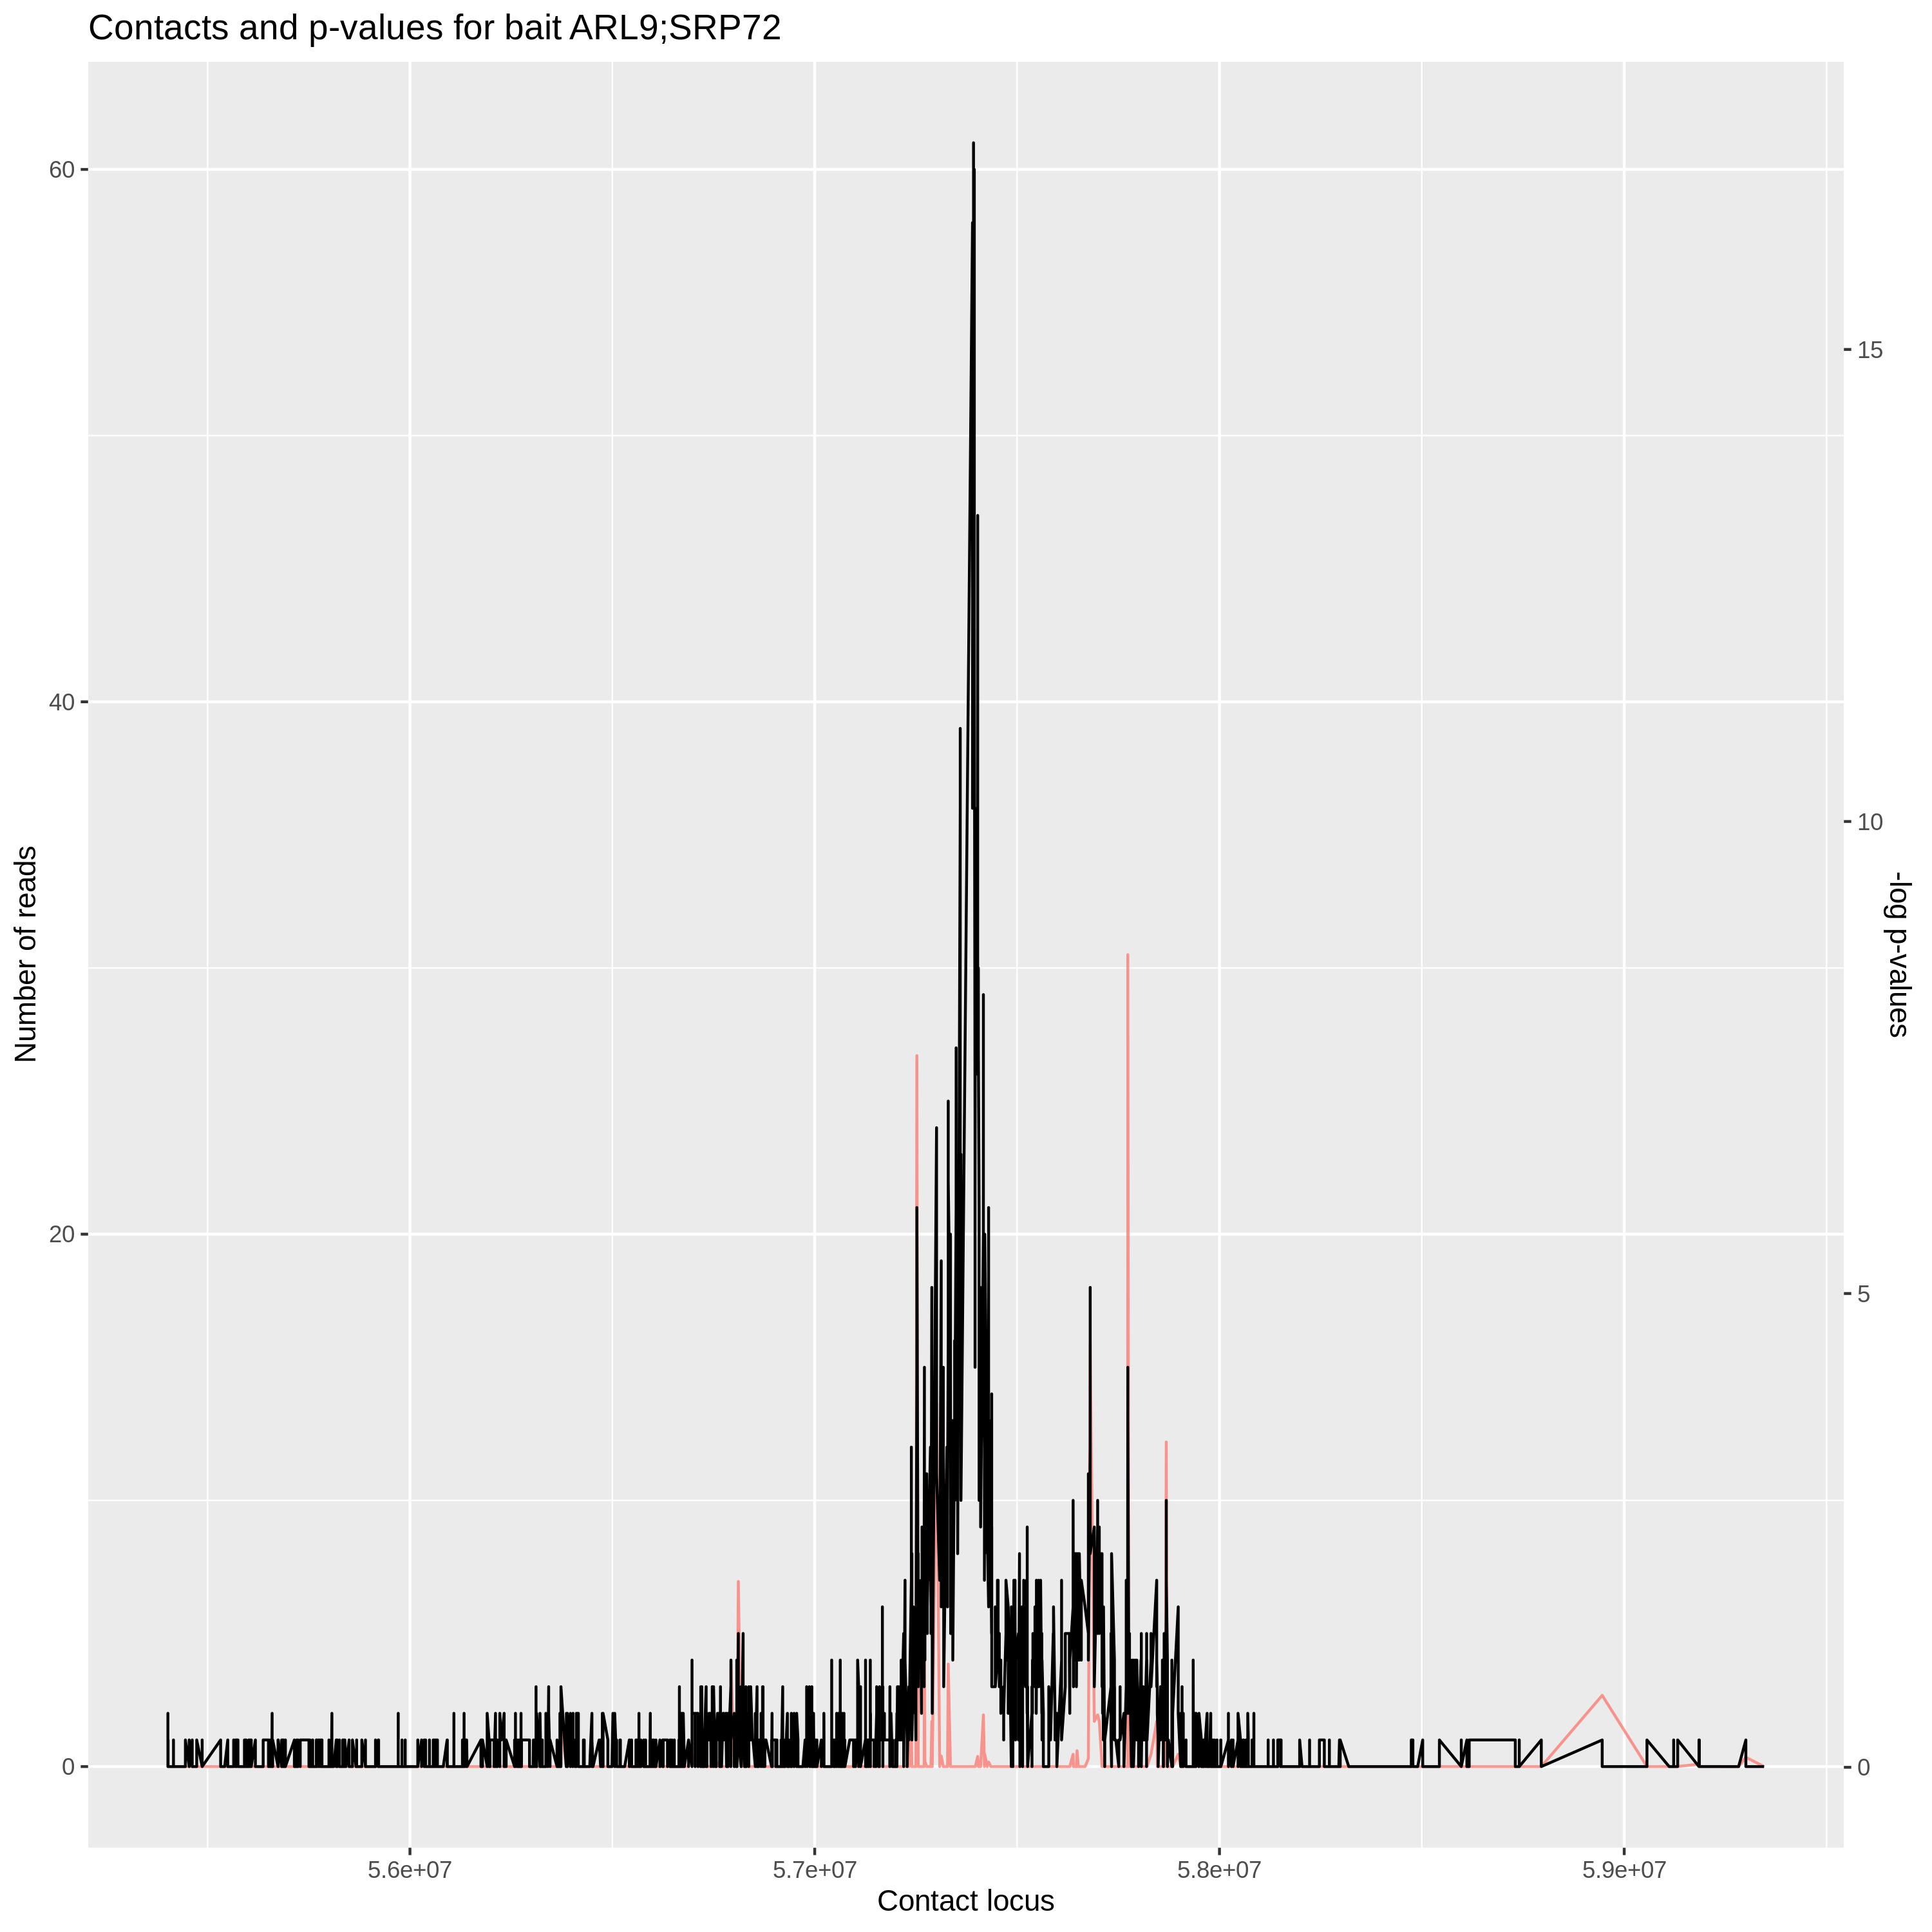 Contacts and p-values for bait ARL9;SRP72
60
40
20
0
Number of reads
15
10
5
0
-log p-values
5.6e+07 5.7e+07 5.8e+07 5.9e+07
Contact locus